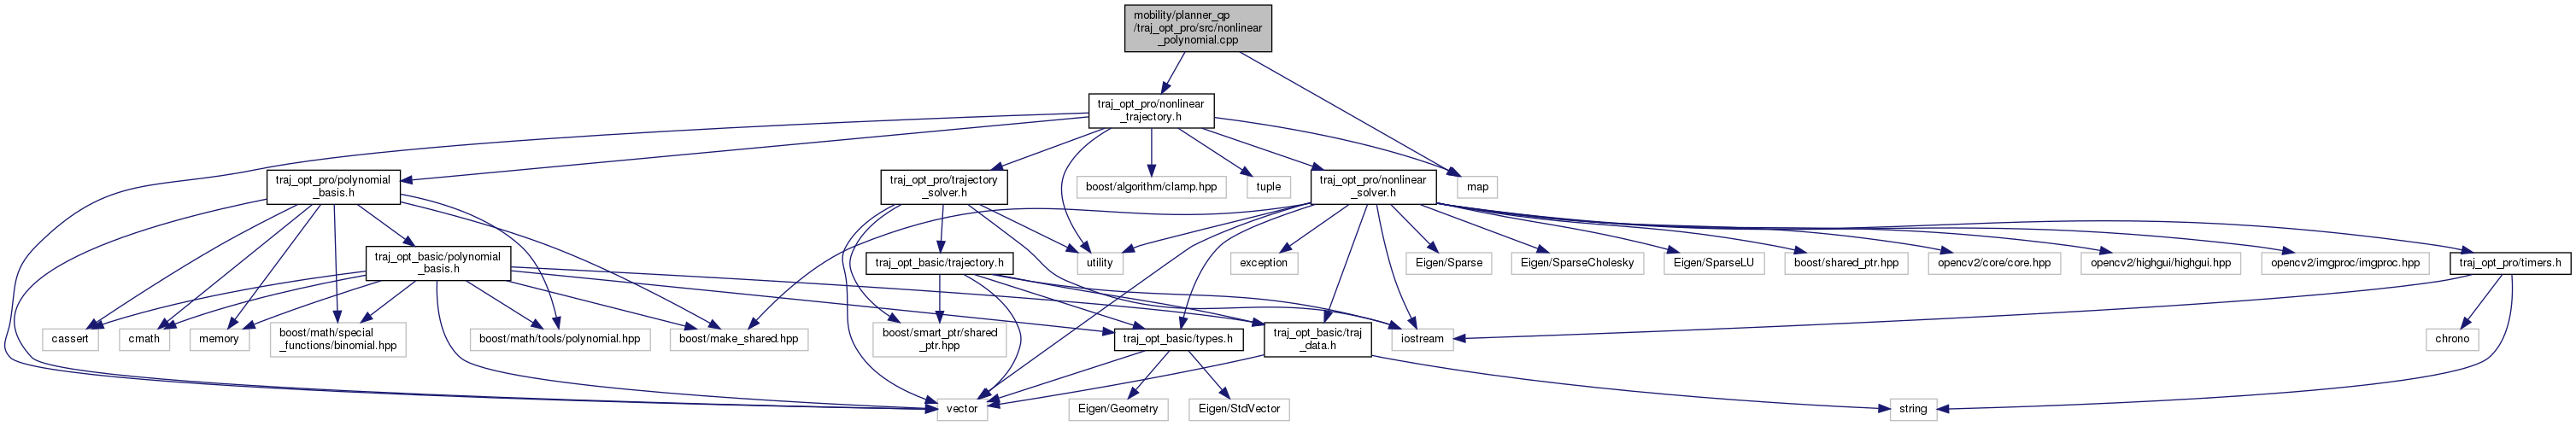 mobility/planner_qp
/traj_opt_pro/src/nonlinear
_polynomial.cpp
traj_opt_pro/nonlinear
_trajectory.h
traj_opt_pro/polynomial
_basis.h
traj_opt_pro/trajectory
_solver.h
boost/algorithm/clamp.hpp
tuple
traj_opt_pro/nonlinear
_solver.h
map
traj_opt_basic/polynomial
_basis.h
traj_opt_basic/trajectory.h
utility
exception
Eigen/Sparse
Eigen/SparseCholesky
Eigen/SparseLU
boost/shared_ptr.hpp
opencv2/core/core.hpp
opencv2/highgui/highgui.hpp
opencv2/imgproc/imgproc.hpp
traj_opt_pro/timers.h
cassert
cmath
memory
boost/math/special
_functions/binomial.hpp
boost/math/tools/polynomial.hpp
boost/make_shared.hpp
boost/smart_ptr/shared
_ptr.hpp
traj_opt_basic/types.h
traj_opt_basic/traj
_data.h
iostream
chrono
vector
Eigen/Geometry
Eigen/StdVector
string